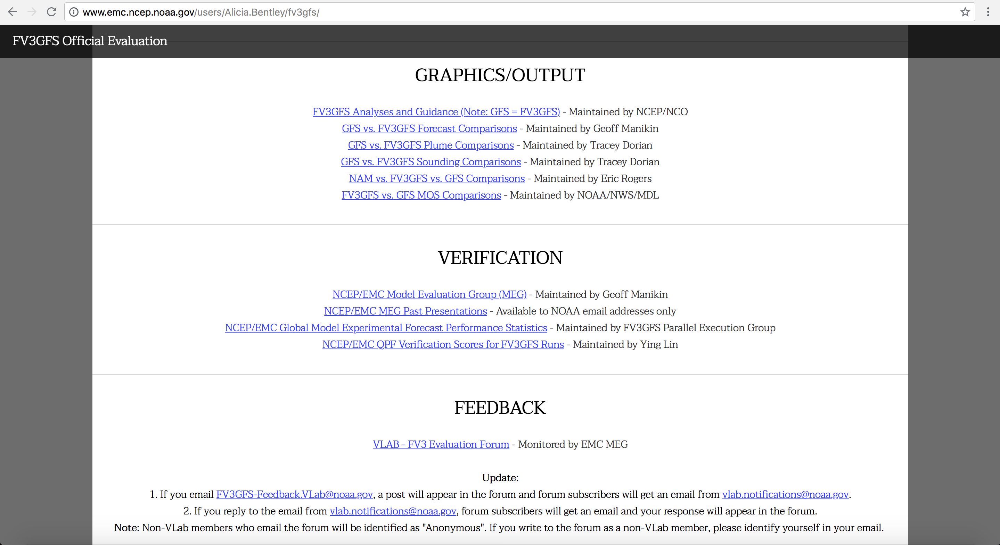 www.emc.ncep.noaa.gov/users/Alicia.Bentley/fv3gfs/
FV3GFS Official Evaluation
GRAPHICS/OUTPUT
FV3GFS Analyses and Guidance (Note: GFS = FV3GFS) - Maintained by NCEP/NCO
GFS vs. FV3GFS Forecast Comparisons - Maintained by Geoff Manikin
GFS vs. FV3GFS Plume Comparisons - Maintained by Tracey Dorian
GFS vs. FV3GFS Sounding Comparisons - Maintained by Tracey Dorian
NAM vs. FV3GFS vs. GFS Comparisons - Maintained by Eric Rogers
FV3GFS vs. GFS MOS Comparisons - Maintained by NOAA/NWS/MDL
VERIFICATION
NCEP/EMC Model Evaluation Group (MEG) - Maintained by Geoff Manikin
NCEP/EMC MEG Past Presentations - Available to NOAA email addresses only
NCEP/EMC Global Model Experimental Forecast Performance Statistics - Maintained by FV3GFS Parallel Execution Group
NCEP/EMC QPF Verification Scores for FV3GFS Runs - Maintained by Ying Lin
FEEDBACK
VLAB - FV3 Evaluation Forum - Monitored by EMC MEG
Update:
1. If you email FV3GFS-Feedback.VLab@noaa.gov, a post will appear in the forum and forum subscribers will get an email from vlab.notifications@noaa.gov.
2. If you reply to the email from vlab.notifications@noaa.gov, forum subscribers will get an email and your response will appear in the forum.
Note: Non-VLab members who email the forum will be identified as "Anonymous". If you write to the forum as a non-VLab member, please identify yourself in your email.